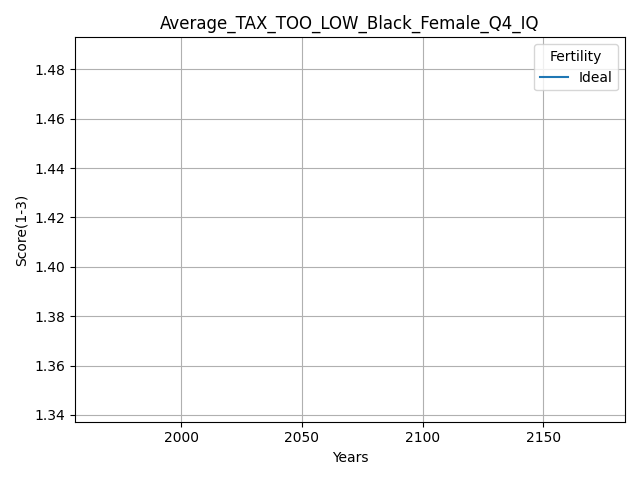 Average_TAX_TOO_LOW_Black_Female_Q4_IQ
Fertility
Ideal
Score(1-3)
1.48
1.46
1.44
1.42
1.40
1.38
1.36
1.34
2000 2050 2100 2150
Years